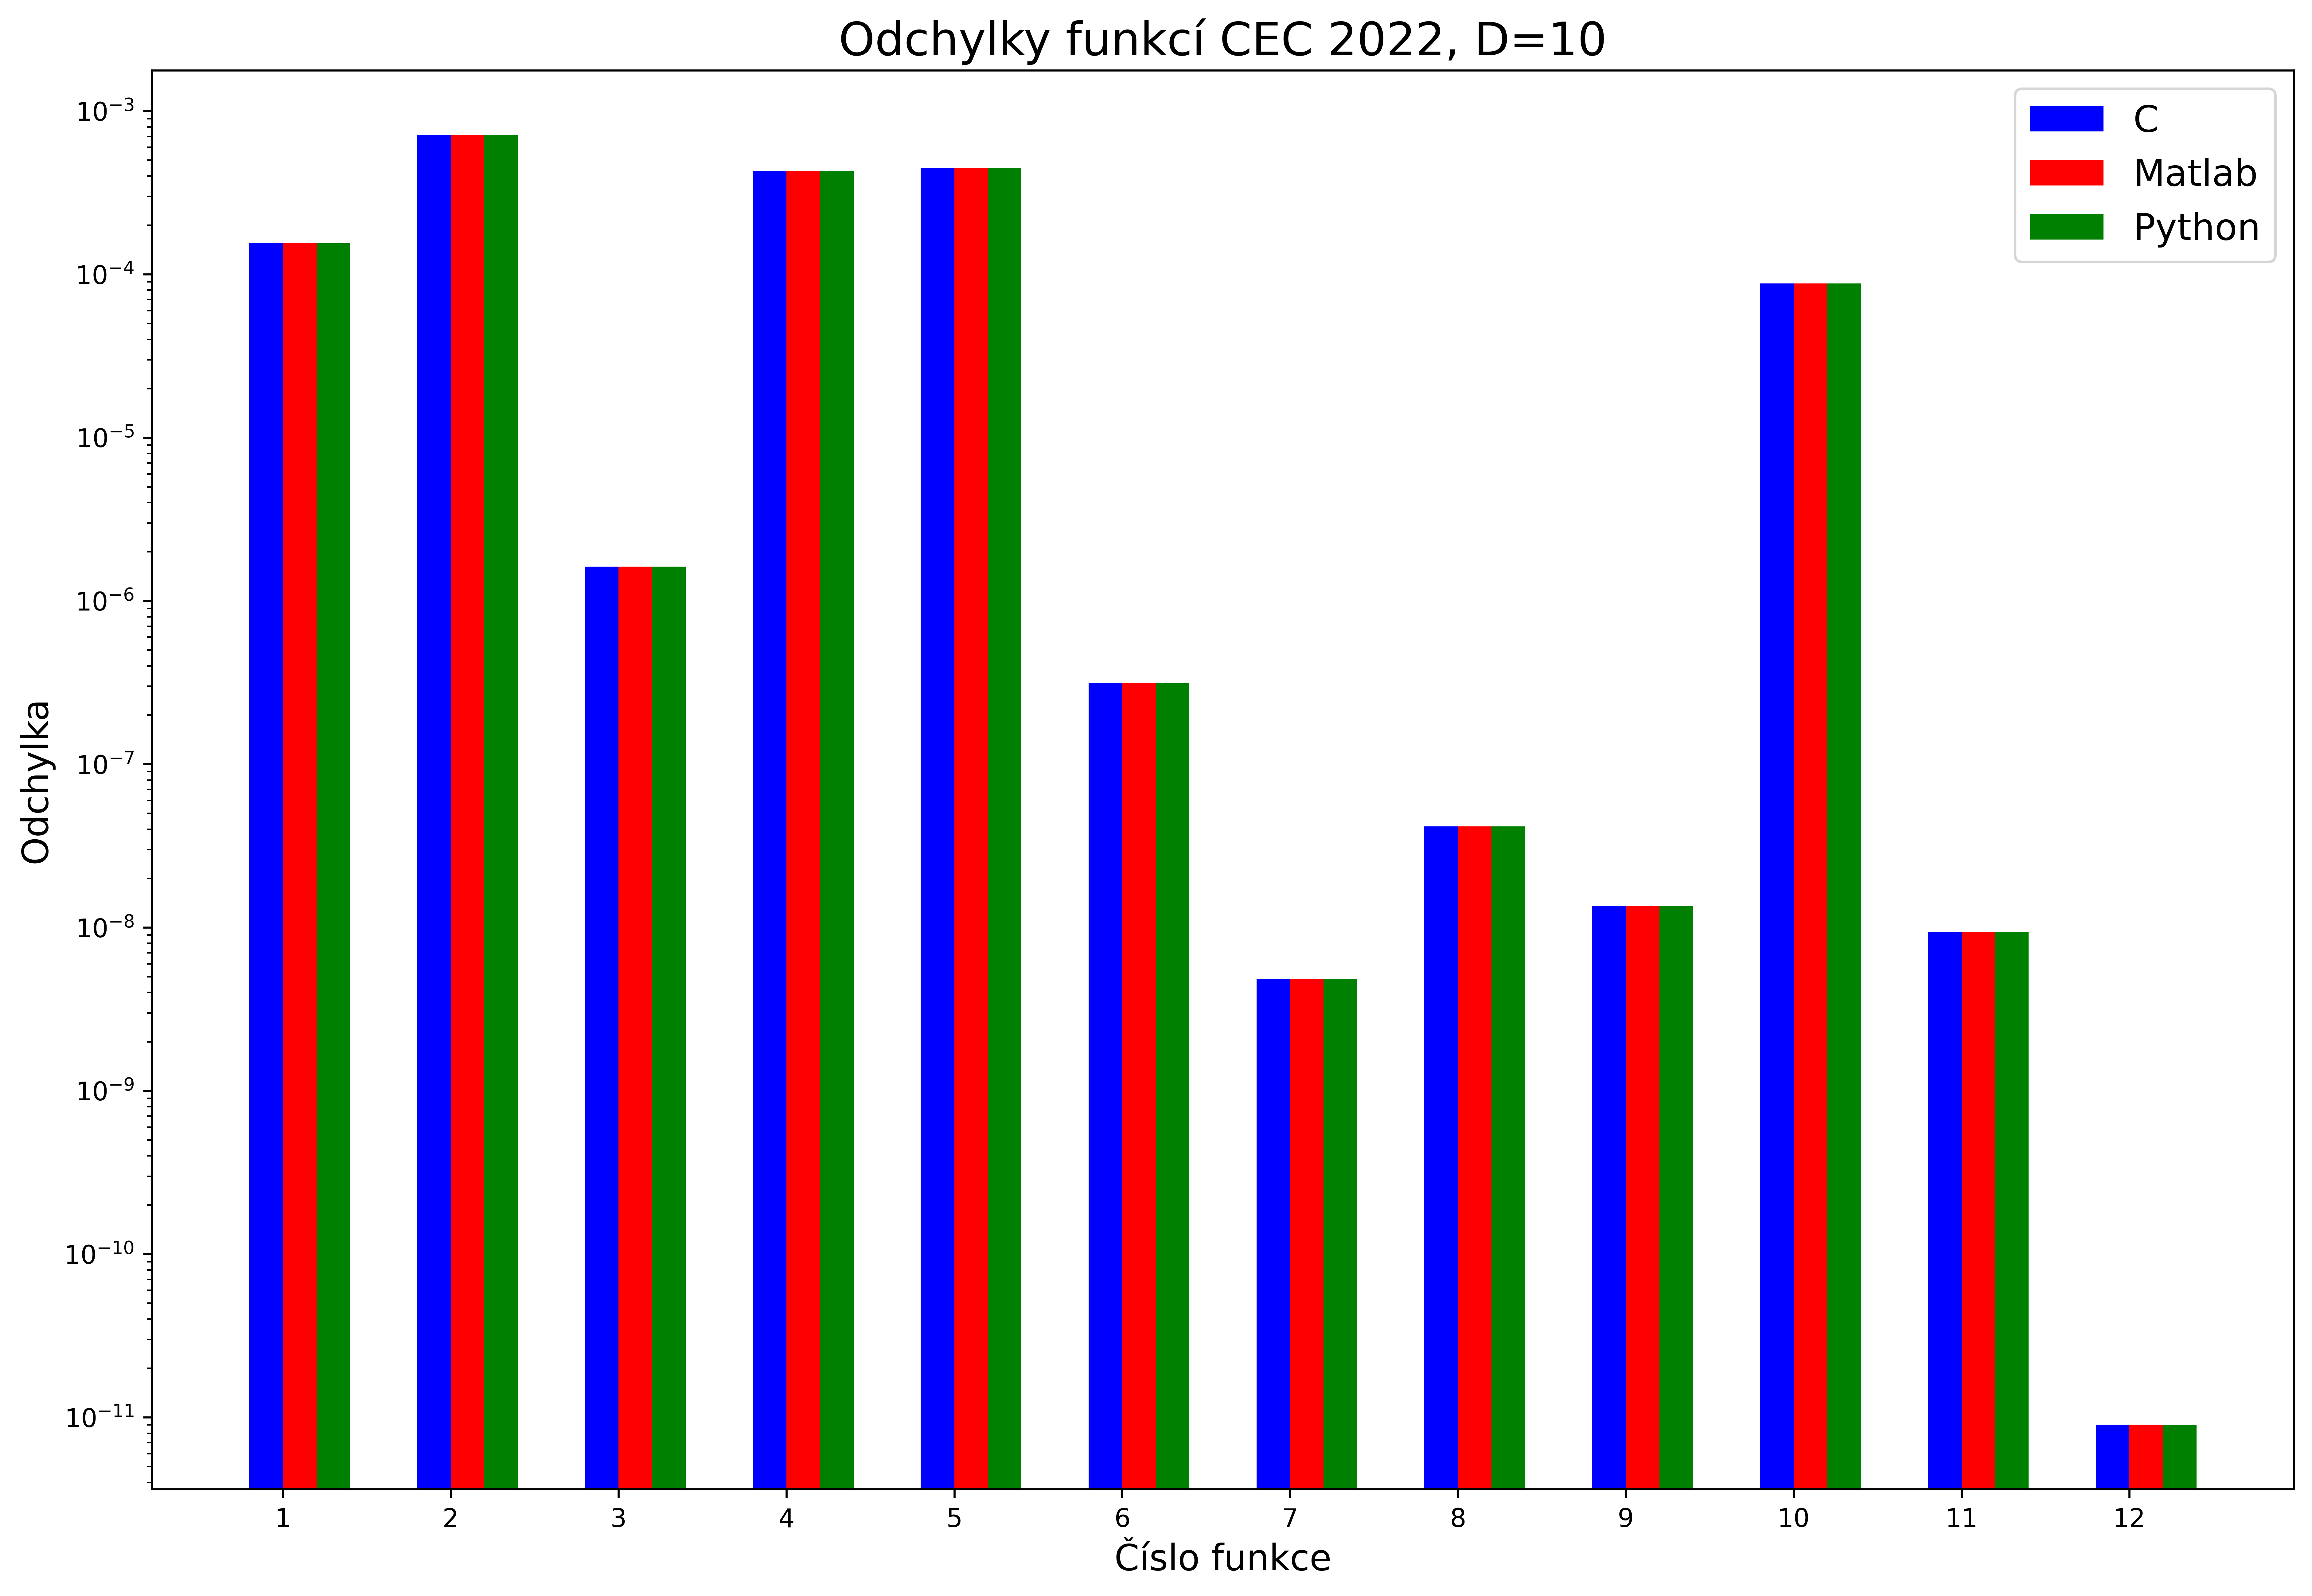 Odchylky funkcí CEC 2022, D=10
C
Matlab
Python
Odchylka
10⁻³
10⁻⁴
10⁻⁵
10⁻⁶
10⁻⁷
10⁻⁸
10⁻⁹
10⁻¹⁰
10⁻¹¹
1 2 3 4 5 6 7 8 9 10 11 12
Číslo funkce